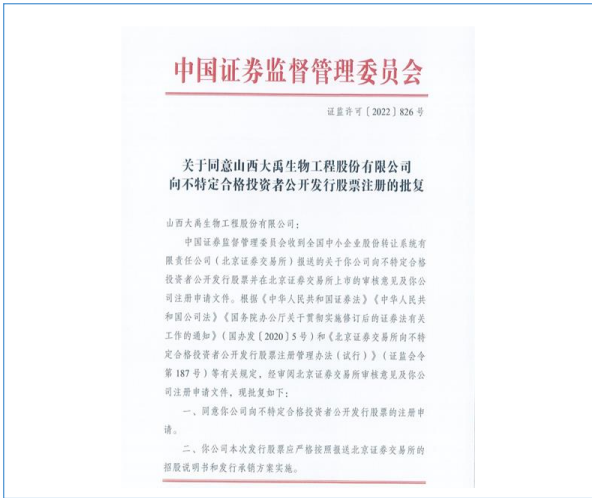 中国证券监督管理委员会
证监许可〔2022〕826号
关于同意山西大禹生物工程股份有限公司
向不特定合格投资者公开发行股票注册的批复
山西大禹生物工程股份有限公司：
中国证券监督管理委员会收到全国中小企业股份转让系统有
限责任公司（北京证券交易所）报送的关于你公司向不特定合格
投资者公开发行股票并在北京证券交易所上市的审核意见及你公
司注册申请文件。根据《中华人民共和国证券法》《中华人民共
和国公司法》《国务院办公厅关于贯彻实施修订后的证券法有关
工作的通知》（国办发〔2020〕5号）和《北京证券交易所向不特
定合格投资者公开发行股票注册管理办法（试行）》（证监会令
第187号）等有关规定，经审阅北京证券交易所审核意见及你公
司注册申请文件，现批复如下：
一、同意你公司向不特定合格投资者公开发行股票的注册申
请。
二、你公司本次发行股票应严格按照报送北京证券交易所的
招股说明书和发行承销方案实施。